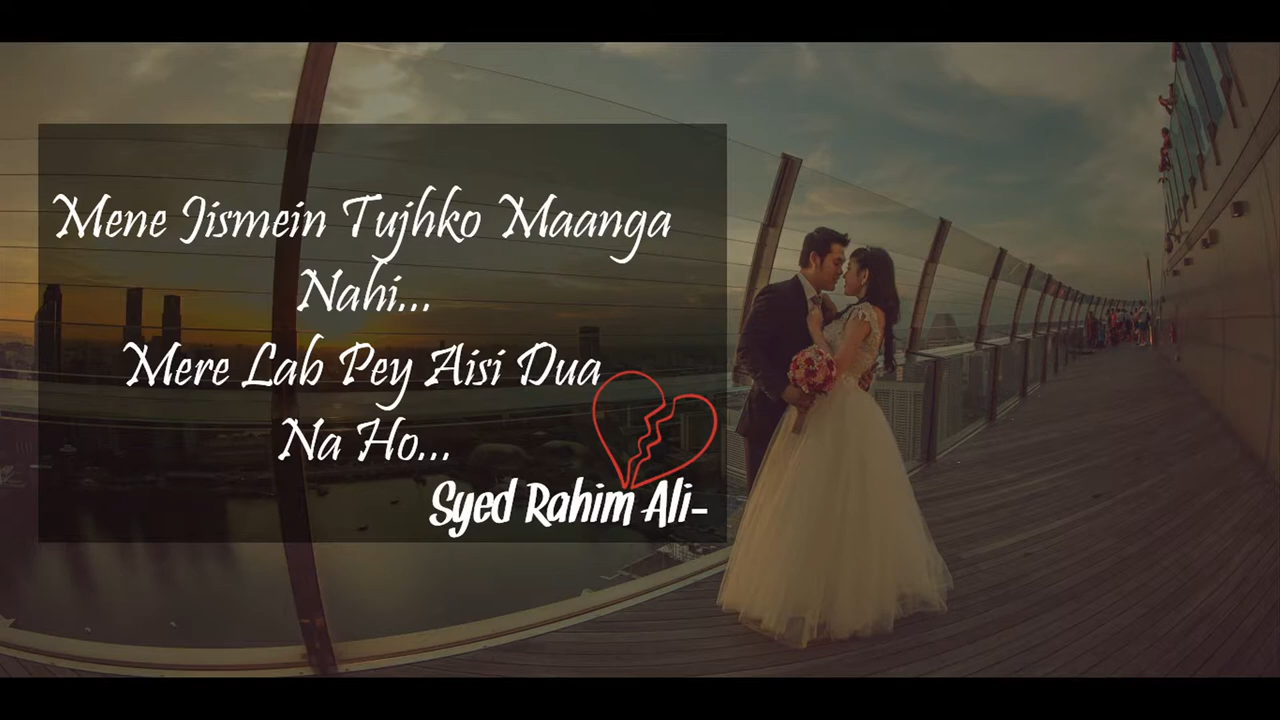 Mene Jismein Tujhko Maanga
Nahi...
Mere Lab Pey Aisi Dua
Na Ho...
Syed Rahim Ali-